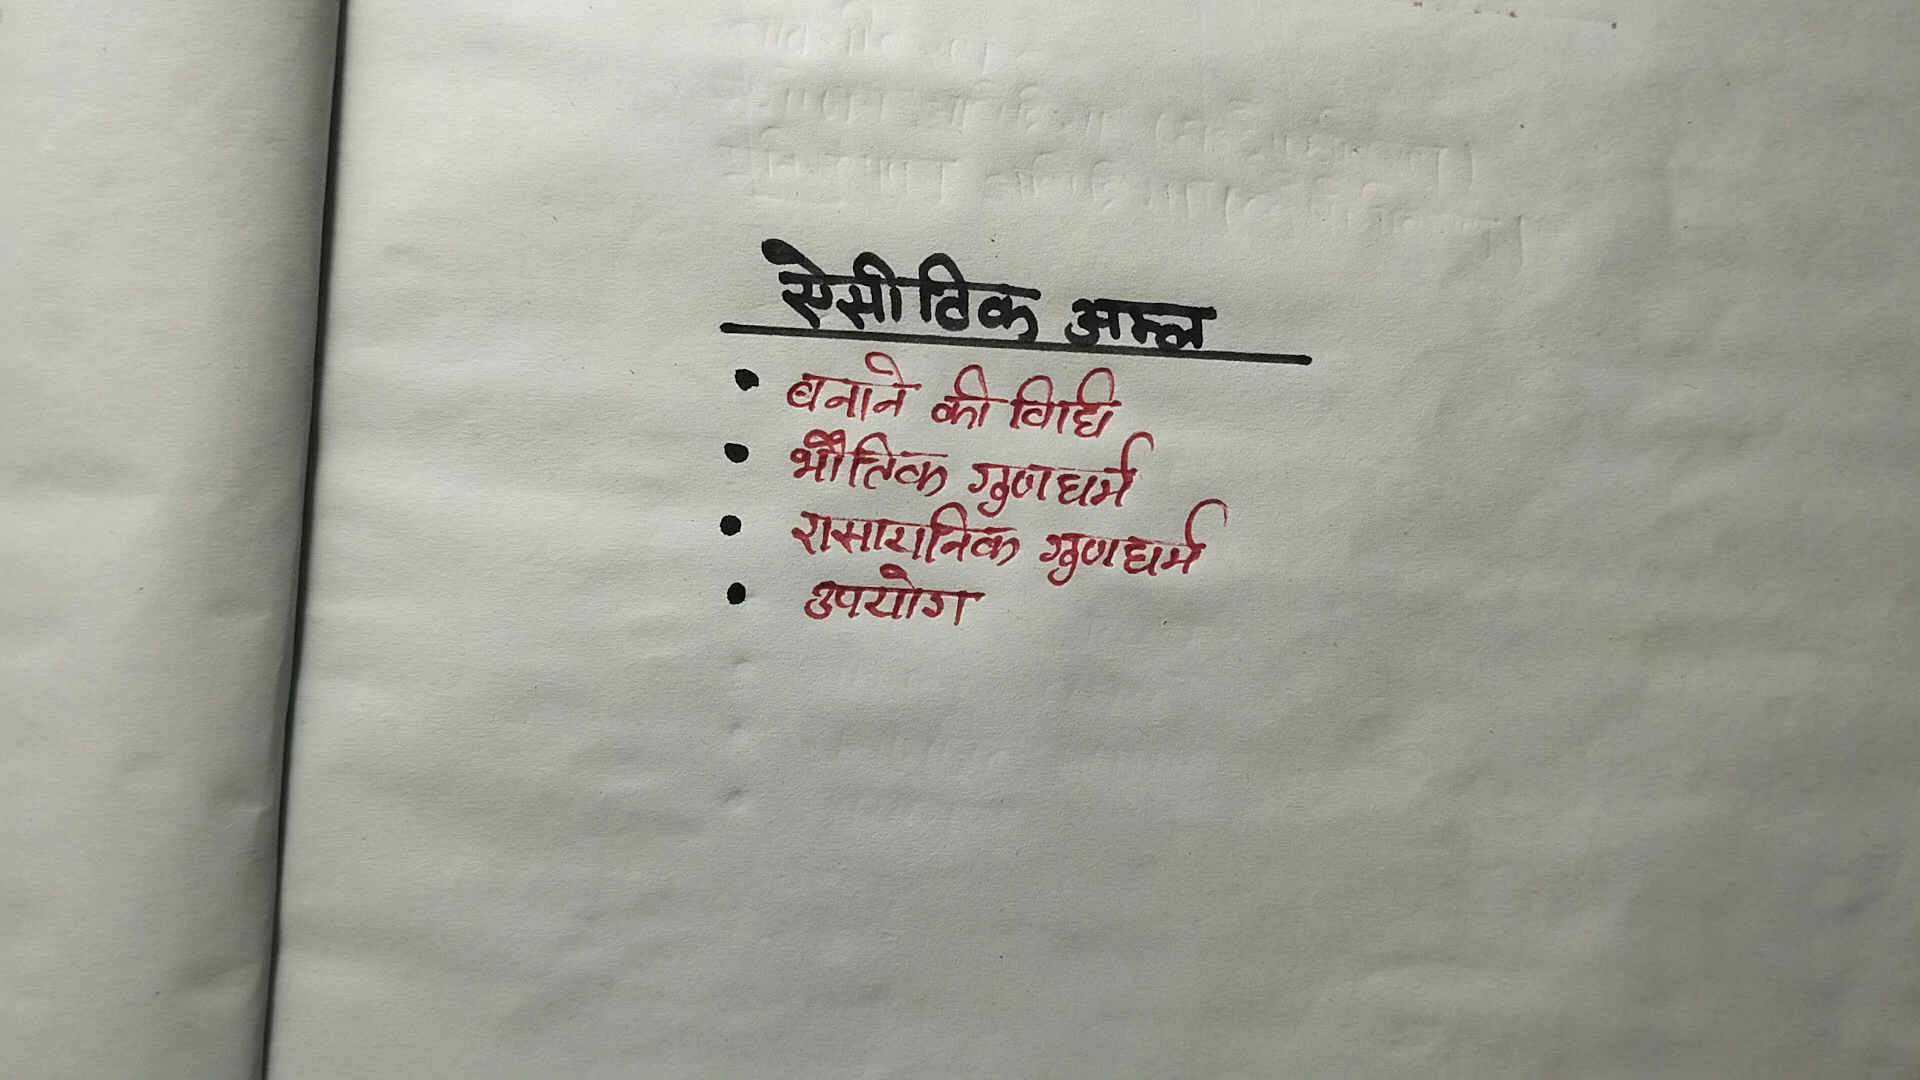 ऐसीटिक अम्ल
• बनाने की विधि
• भौतिक गुणधर्म
• रासायनिक गुणधर्म
• उपयोग